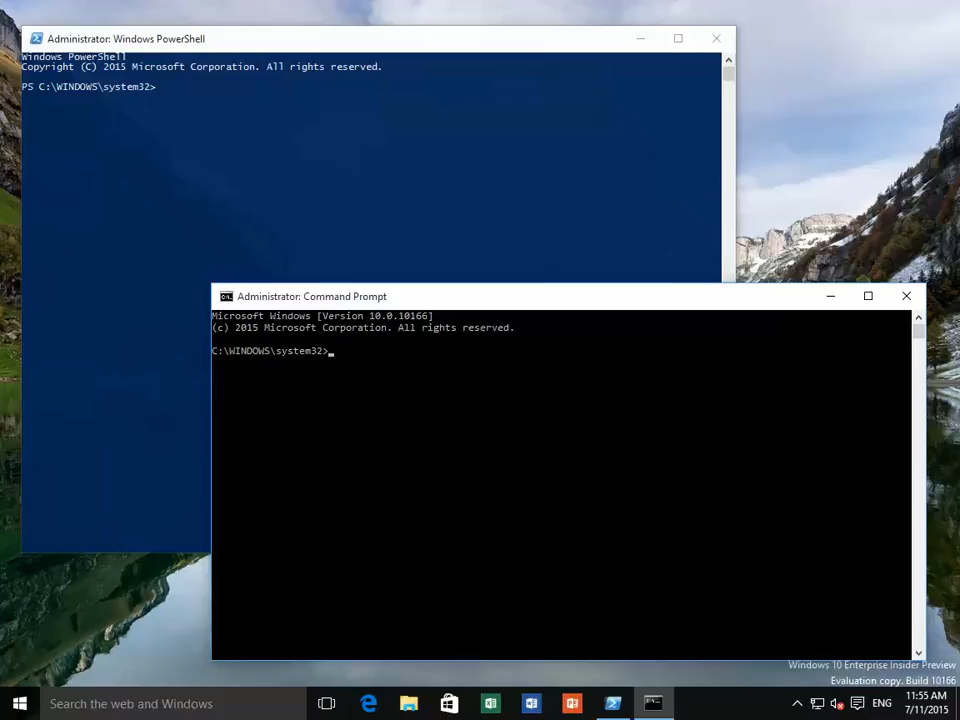 Administrator: Windows PowerShell
Windows PowerShell
Copyright (C) 2015 Microsoft Corporation. All rights reserved.
PS C:\WINDOWS\system32>
Administrator: Command Prompt
Microsoft Windows [Version 10.0.10166]
(c) 2015 Microsoft Corporation. All rights reserved.
C:\WINDOWS\system32>_
Windows 10 Enterprise Insider Preview
Evaluation copy. Build 10166
Search the web and Windows
ENG
11:55 AM
7/11/2015